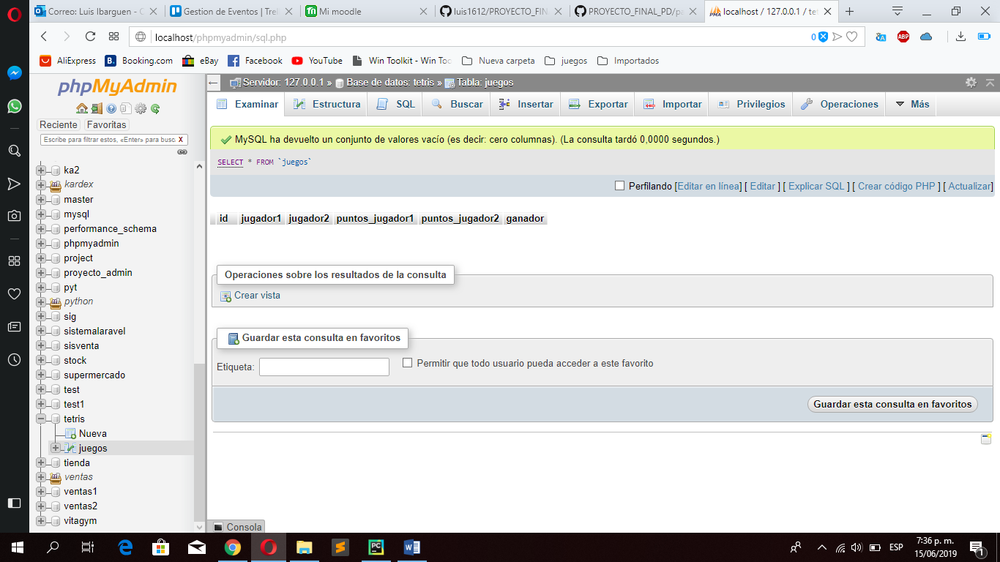 Correo: Luis Ibarguen - O
Gestion de Eventos | Trell
Mi moodle
luis1612/PROYECTO_FINA
PROYECTO_FINAL_PD/pa
localhost / 127.0.0.1 / te
localhost/phpmyadmin/sql.php
0
ABP
AliExpress
B. Booking.com
eBay
Facebook
YouTube
Win Toolkit - Win Too
Nueva carpeta
juegos
Importados
phpMyAdmin
Reciente Favoritas
Escribe para filtrar estos, «Enter» para busc X
ka2
kardex
master
mysql
performance_schema
phpmyadmin
project
proyecto_admin
pyt
python
sig
sistemalaravel
sisventa
stock
supermercado
test
test1
tetris
Nueva
juegos
tienda
ventas
ventas1
ventas2
vitagym
Servidor: 127.0.0.1 » Base de datos: tetris » Tabla: juegos
Examinar Estructura SQL Buscar Insertar Exportar Importar Privilegios Operaciones Más
MySQL ha devuelto un conjunto de valores vacío (es decir: cero columnas). (La consulta tardó 0,0000 segundos.)
SELECT * FROM `juegos`
Perfilando [Editar en línea] [ Editar ] [ Explicar SQL ] [ Crear código PHP ] [ Actualizar]
id jugador1 jugador2 puntos_jugador1 puntos_jugador2 ganador
Operaciones sobre los resultados de la consulta
Crear vista
Guardar esta consulta en favoritos
Etiqueta:
Permitir que todo usuario pueda acceder a este favorito
Guardar esta consulta en favoritos
Consola
ESP
7:36 p. m.
15/06/2019
1